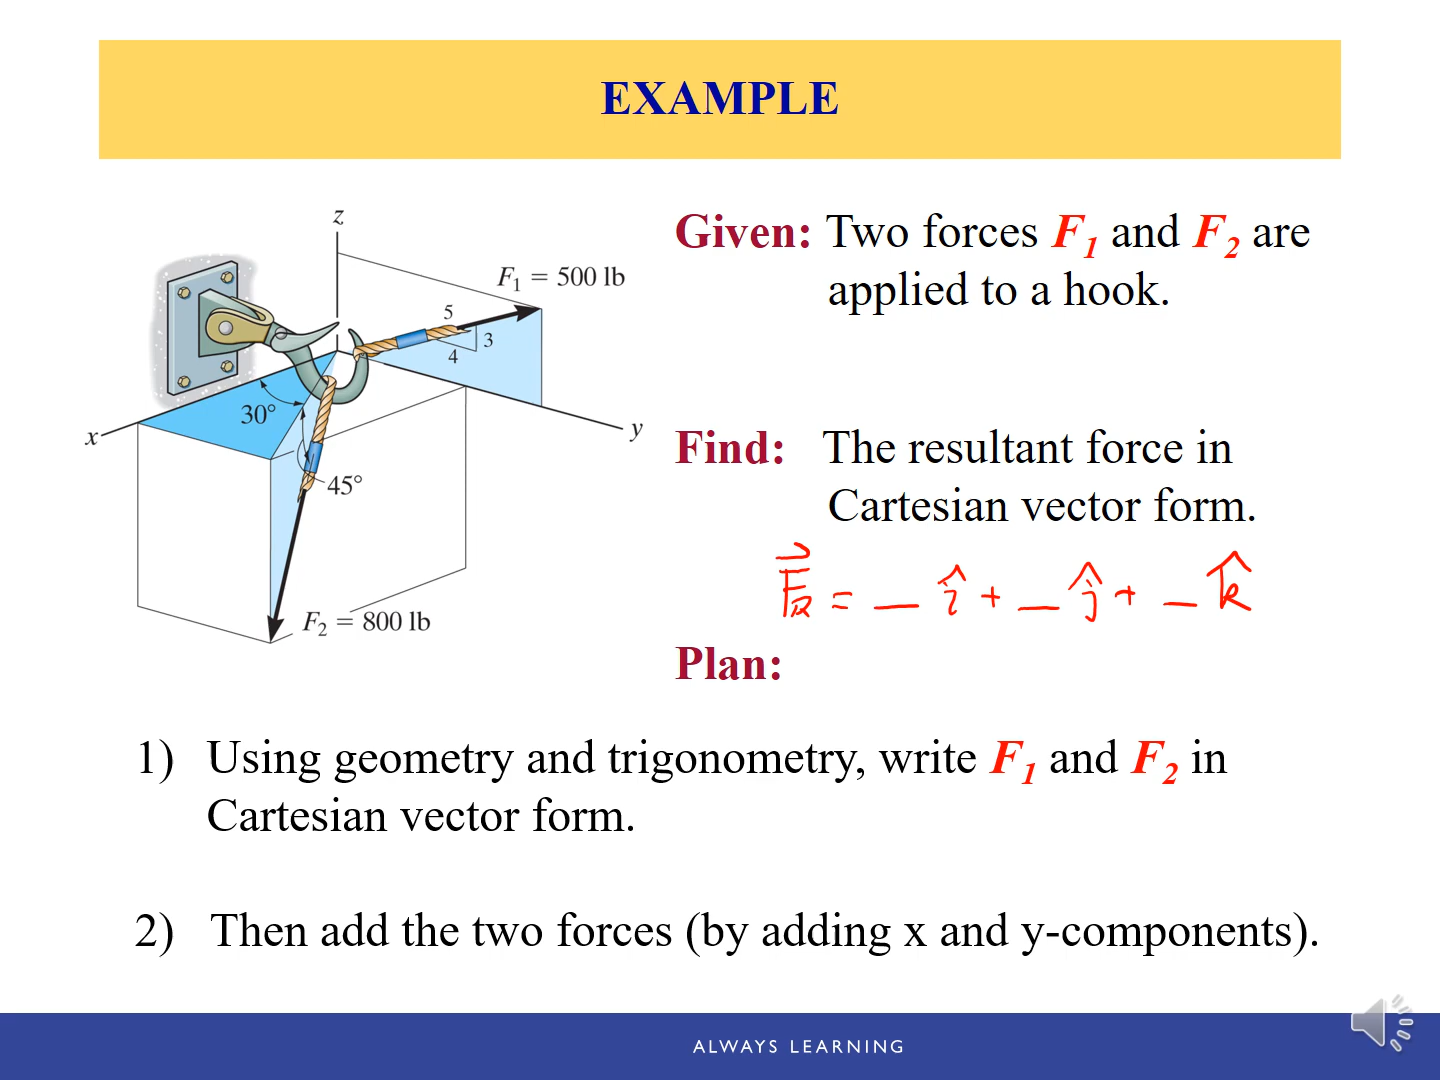 EXAMPLE
z
F1 = 500 lb
5
3
4
30°
x
y
45°
F2 = 800 lb
Given: Two forces F1 and F2 are
applied to a hook.
Find: The resultant force in
Cartesian vector form.
F⃗R = _ î + _ ĵ + _ k̂
Plan:
1) Using geometry and trigonometry, write F1 and F2 in
Cartesian vector form.
2) Then add the two forces (by adding x and y-components).
ALWAYS LEARNING